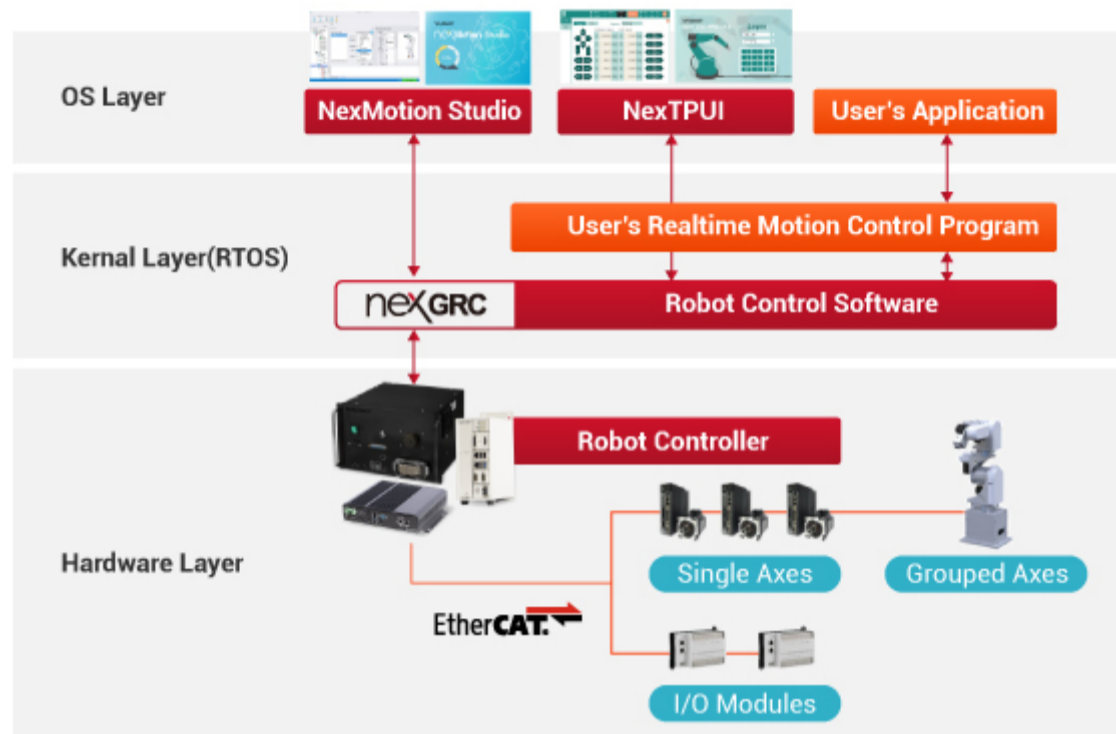 OS Layer
NexMotion Studio
NexTPUI
User's Application
Kernal Layer(RTOS)
User's Realtime Motion Control Program
nexGRC
Robot Control Software
Hardware Layer
Robot Controller
Single Axes
Grouped Axes
EtherCAT.
I/O Modules